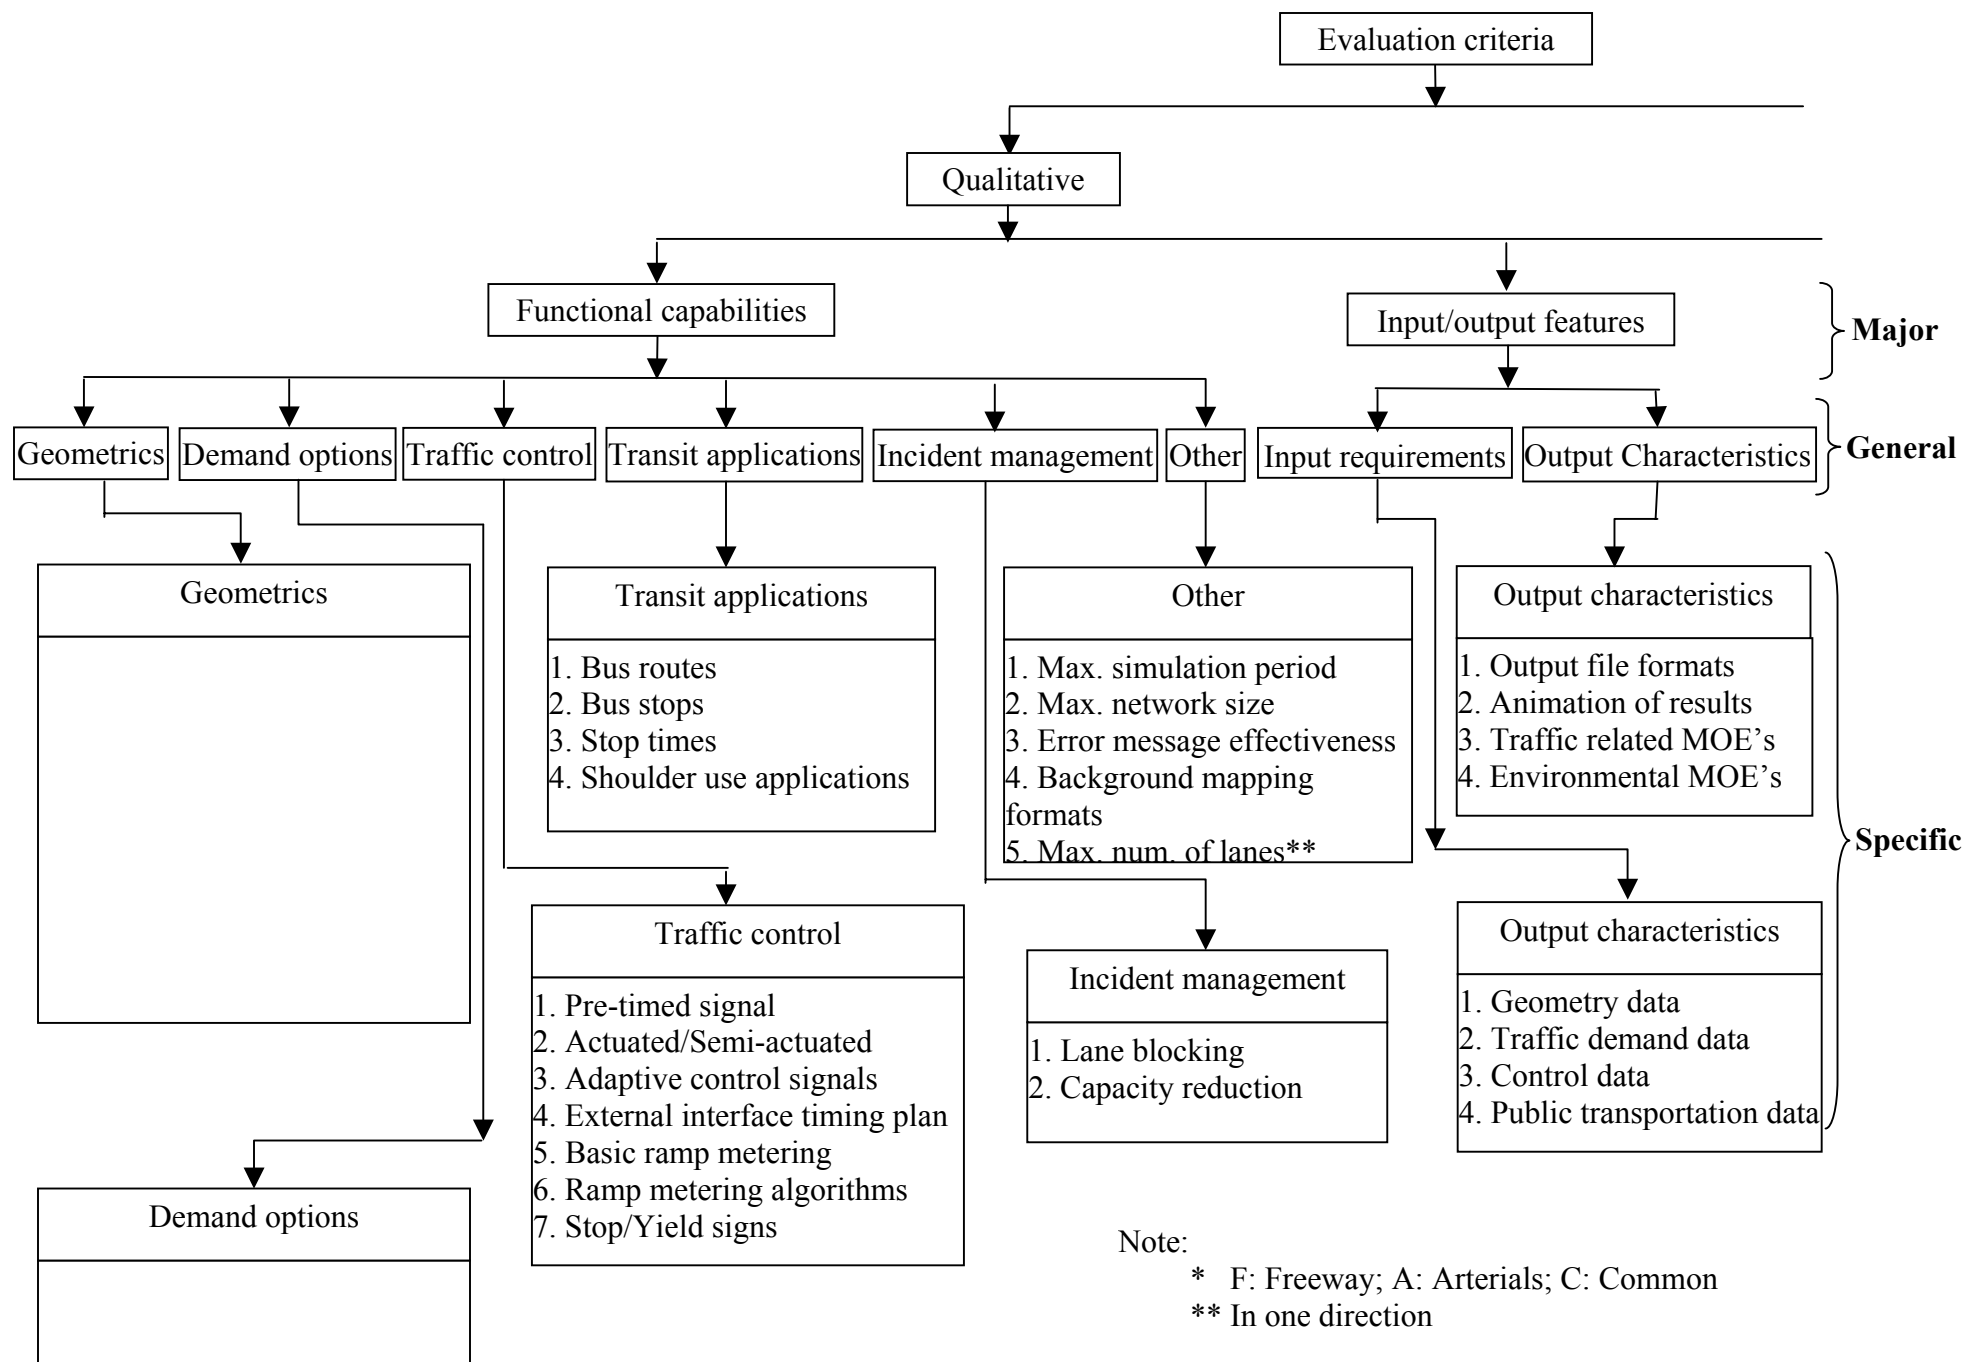 Evaluation criteria
Qualitative
Functional capabilities
Input/output features
Major
Geometrics
Demand options
Traffic control
Transit applications
Incident management
Other
Input requirements
Output Characteristics
General
Geometrics
Transit applications
1. Bus routes
2. Bus stops
3. Stop times
4. Shoulder use applications
Other
1. Max. simulation period
2. Max. network size
3. Error message effectiveness
4. Background mapping
formats
5. Max. num. of lanes**
Output characteristics
1. Output file formats
2. Animation of results
3. Traffic related MOE’s
4. Environmental MOE’s
Specific
Traffic control
1. Pre-timed signal
2. Actuated/Semi-actuated
3. Adaptive control signals
4. External interface timing plan
5. Basic ramp metering
6. Ramp metering algorithms
7. Stop/Yield signs
Incident management
1. Lane blocking
2. Capacity reduction
Output characteristics
1. Geometry data
2. Traffic demand data
3. Control data
4. Public transportation data
Demand options
Note:
* F: Freeway; A: Arterials; C: Common
** In one direction